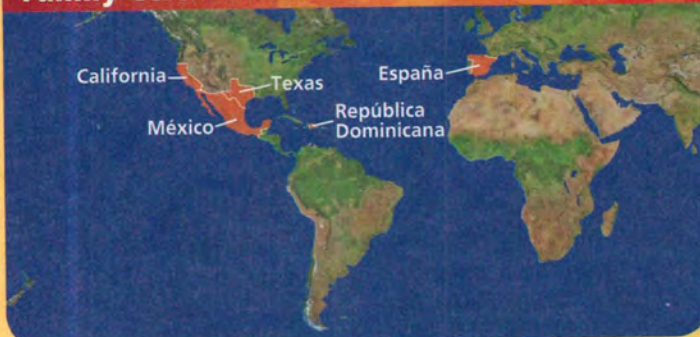 California
Texas
México
España
República
Dominicana